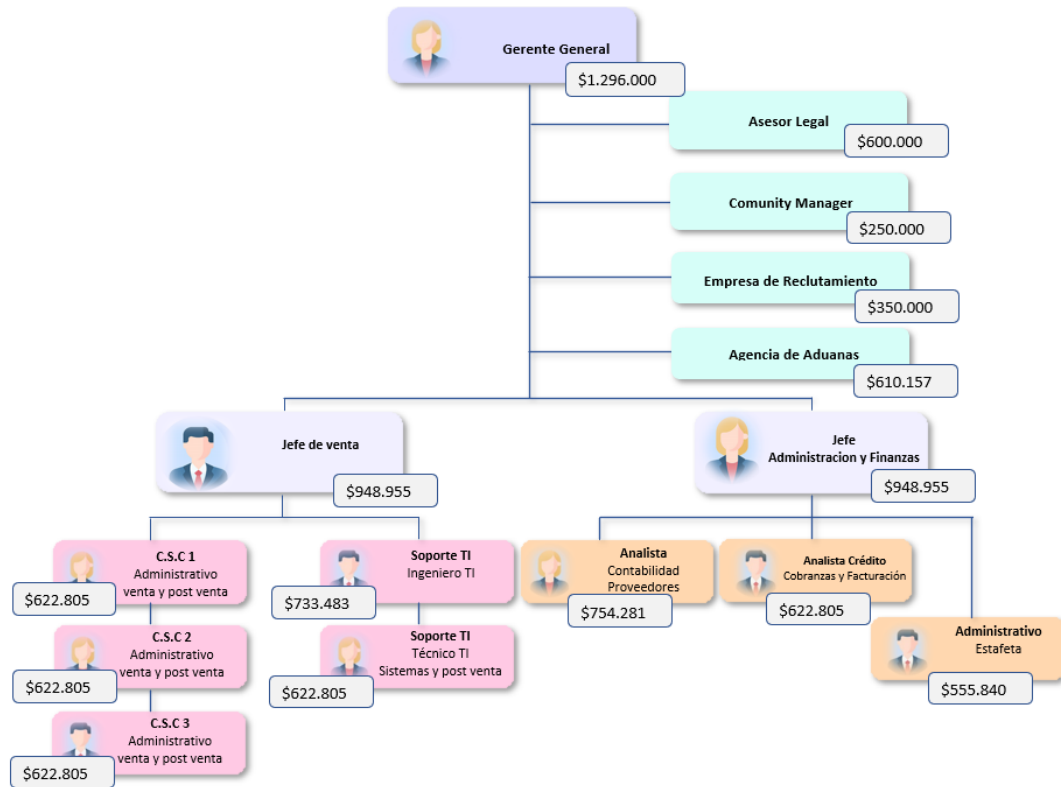 Gerente General
$1.296.000
Asesor Legal
$600.000
Comunity Manager
$250.000
Empresa de Reclutamiento
$350.000
Agencia de Aduanas
$610.157
Jefe de venta
$948.955
Jefe
Administracion y Finanzas
$948.955
C.S.C 1
Administrativo
venta y post venta
$622.805
C.S.C 2
Administrativo
venta y post venta
$622.805
C.S.C 3
Administrativo
venta y post venta
$622.805
Soporte TI
Ingeniero TI
$733.483
Soporte TI
Técnico TI
Sistemas y post venta
$622.805
Analista
Contabilidad
Proveedores
$754.281
Analista Crédito
Cobranzas y Facturación
$622.805
Administrativo
Estafeta
$555.840